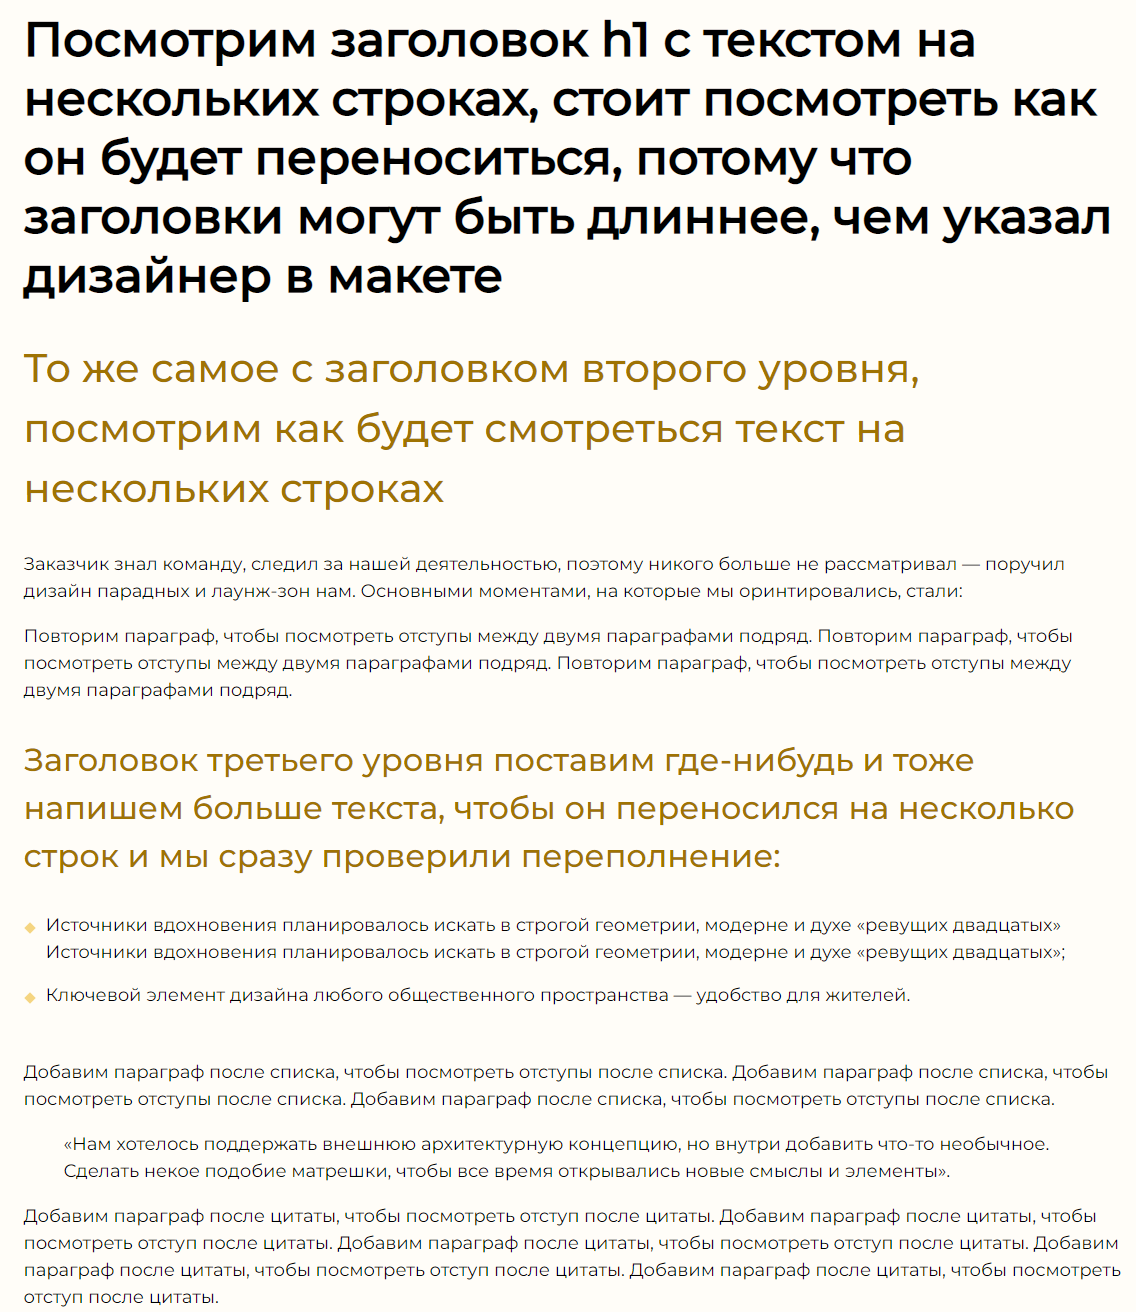 Посмотрим заголовок h1 с текстом на
нескольких строках, стоит посмотреть как
он будет переноситься, потому что
заголовки могут быть длиннее, чем указал
дизайнер в макете
То же самое с заголовком второго уровня,
посмотрим как будет смотреться текст на
нескольких строках
Заказчик знал команду, следил за нашей деятельностью, поэтому никого больше не рассматривал — поручил
дизайн парадных и лаунж-зон нам. Основными моментами, на которые мы оринтировались, стали:
Повторим параграф, чтобы посмотреть отступы между двумя параграфами подряд. Повторим параграф, чтобы
посмотреть отступы между двумя параграфами подряд. Повторим параграф, чтобы посмотреть отступы между
двумя параграфами подряд.
Заголовок третьего уровня поставим где-нибудь и тоже
напишем больше текста, чтобы он переносился на несколько
строк и мы сразу проверили переполнение:
Источники вдохновения планировалось искать в строгой геометрии, модерне и духе «ревущих двадцатых»
Источники вдохновения планировалось искать в строгой геометрии, модерне и духе «ревущих двадцатых»;
Ключевой элемент дизайна любого общественного пространства — удобство для жителей.
Добавим параграф после списка, чтобы посмотреть отступы после списка. Добавим параграф после списка, чтобы
посмотреть отступы после списка. Добавим параграф после списка, чтобы посмотреть отступы после списка.
«Нам хотелось поддержать внешнюю архитектурную концепцию, но внутри добавить что-то необычное.
Сделать некое подобие матрешки, чтобы все время открывались новые смыслы и элементы».
Добавим параграф после цитаты, чтобы посмотреть отступ после цитаты. Добавим параграф после цитаты, чтобы
посмотреть отступ после цитаты. Добавим параграф после цитаты, чтобы посмотреть отступ после цитаты. Добавим
параграф после цитаты, чтобы посмотреть отступ после цитаты. Добавим параграф после цитаты, чтобы посмотреть
отступ после цитаты.